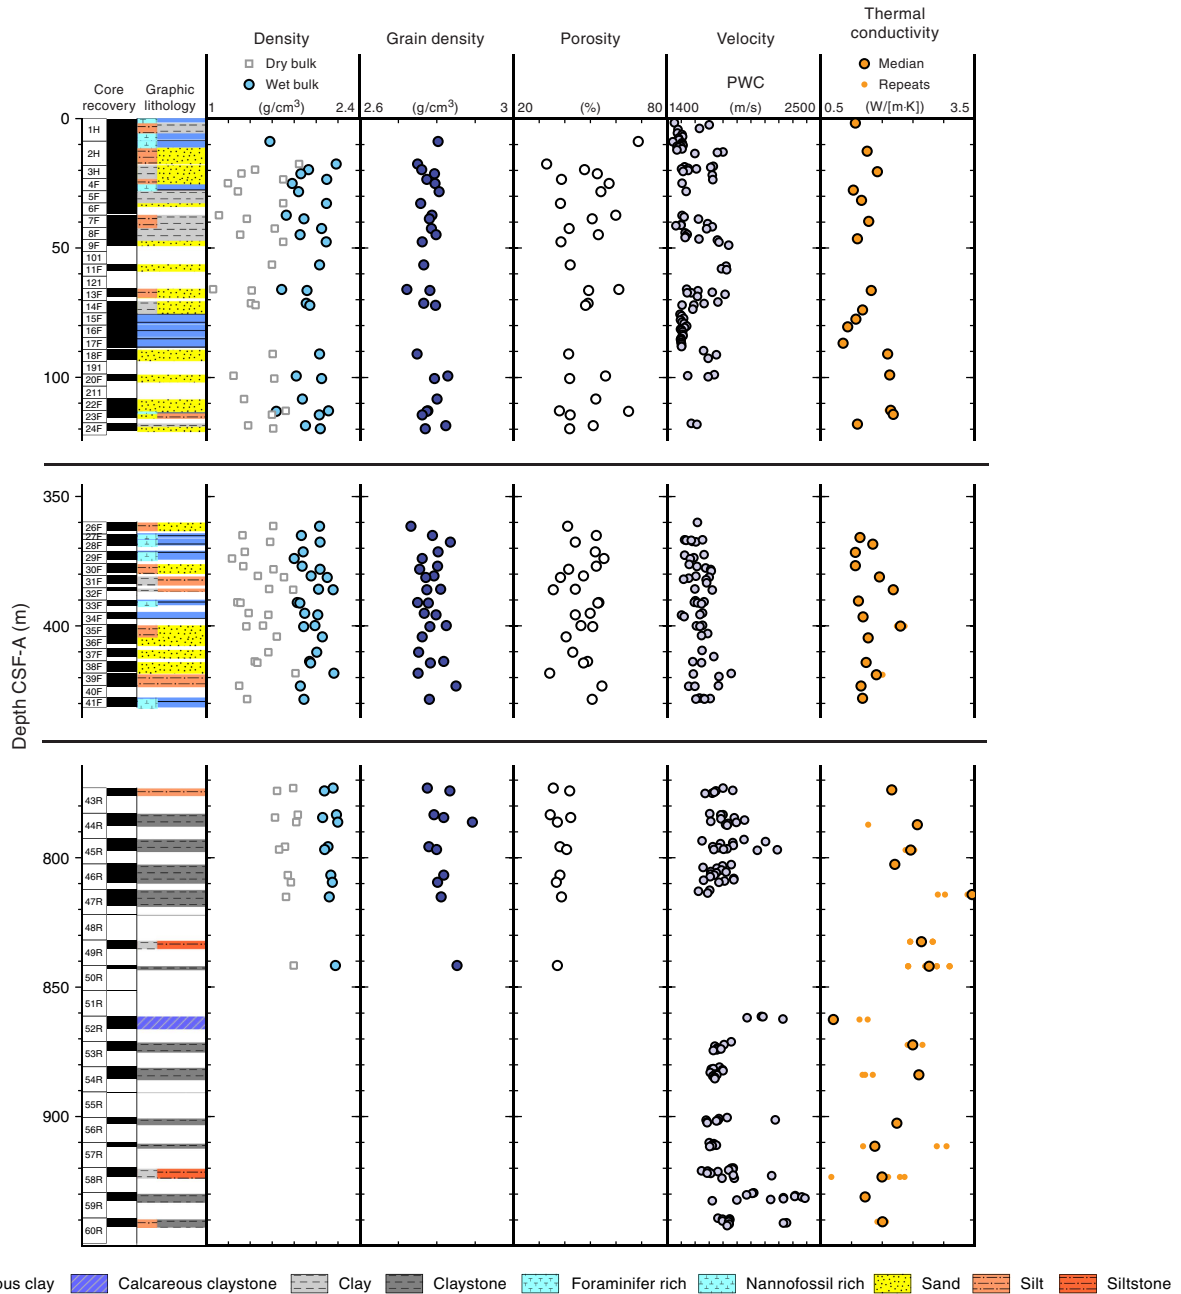 Density
Grain density
Porosity
Velocity
Thermal
conductivity
Dry bulk
Wet bulk
PWC
Median
Repeats
Core
recovery
Graphic
lithology
1 (g/cm³) 2.4
2.6 (g/cm³) 3
20 (%) 80
1400 (m/s) 2500
0.5 (W/[m·K]) 3.5
Depth CSF-A (m)
0
1H
2H
3H
4F
5F
6F
7F
8F
9F
50
101
11F
121
13F
14F
15F
16F
17F
18F
191
100
20F
211
22F
23F
24F
350
26F
27F
28F
29F
30F
31F
32F
33F
34F
400
35F
36F
37F
38F
39F
40F
41F
43R
44R
800
45R
46R
47R
48R
49R
50R
850
51R
52R
53R
54R
55R
900
56R
57R
58R
59R
60R
ous clay
Calcareous claystone
Clay
Claystone
Foraminifer rich
Nannofossil rich
Sand
Silt
Siltstone